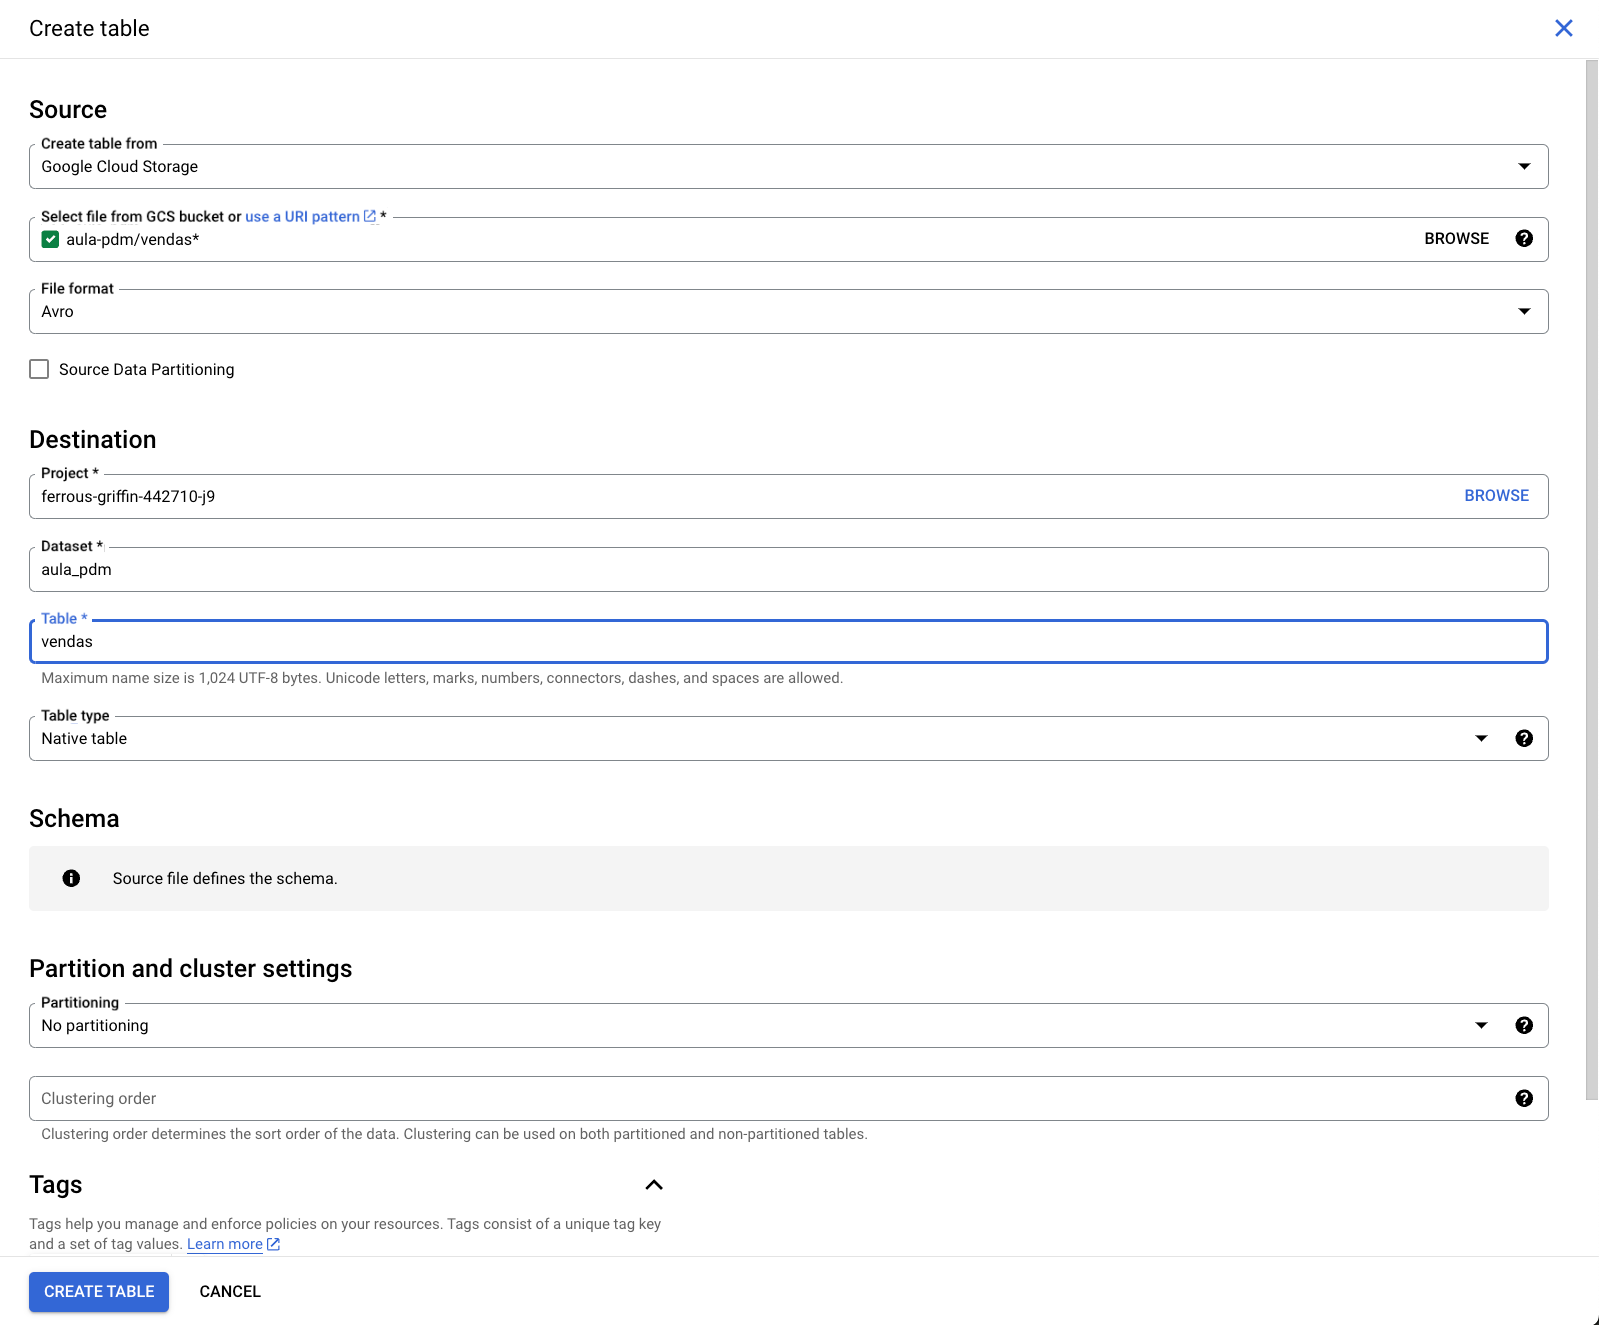 Create table
Source
Create table from
Google Cloud Storage
Select file from GCS bucket or use a URI pattern *
aula-pdm/vendas*
BROWSE
File format
Avro
Source Data Partitioning
Destination
Project *
ferrous-griffin-442710-j9
BROWSE
Dataset *
aula_pdm
Table *
vendas
Maximum name size is 1,024 UTF-8 bytes. Unicode letters, marks, numbers, connectors, dashes, and spaces are allowed.
Table type
Native table
Schema
Source file defines the schema.
Partition and cluster settings
Partitioning
No partitioning
Clustering order
Clustering order determines the sort order of the data. Clustering can be used on both partitioned and non-partitioned tables.
Tags
Tags help you manage and enforce policies on your resources. Tags consist of a unique tag key
and a set of tag values. Learn more
CREATE TABLE
CANCEL